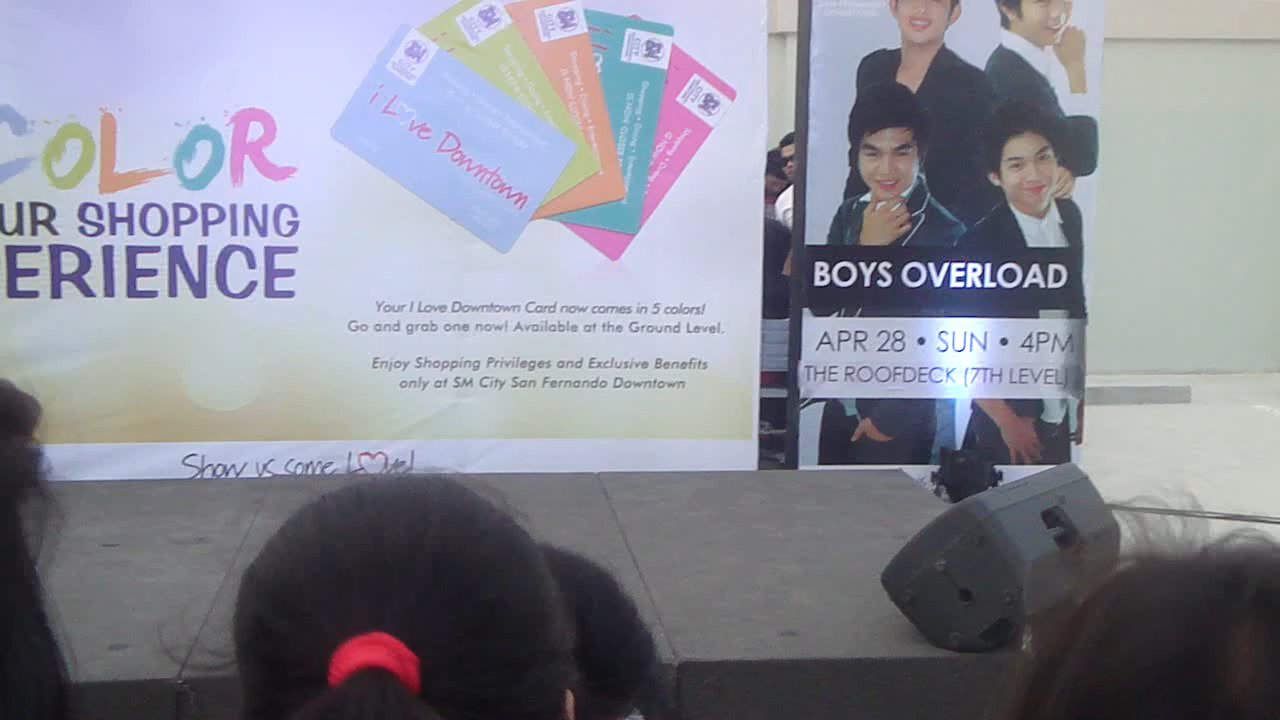 COLOR
UR SHOPPING
ERIENCE
i Love Downtown
Your I Love Downtown Card now comes in 5 colors!
Go and grab one now! Available at the Ground Level.
Enjoy Shopping Privileges and Exclusive Benefits
only at SM City San Fernando Downtown
Show us some Love!
BOYS OVERLOAD
APR 28 • SUN • 4PM
THE ROOFDECK (7TH LEVEL)